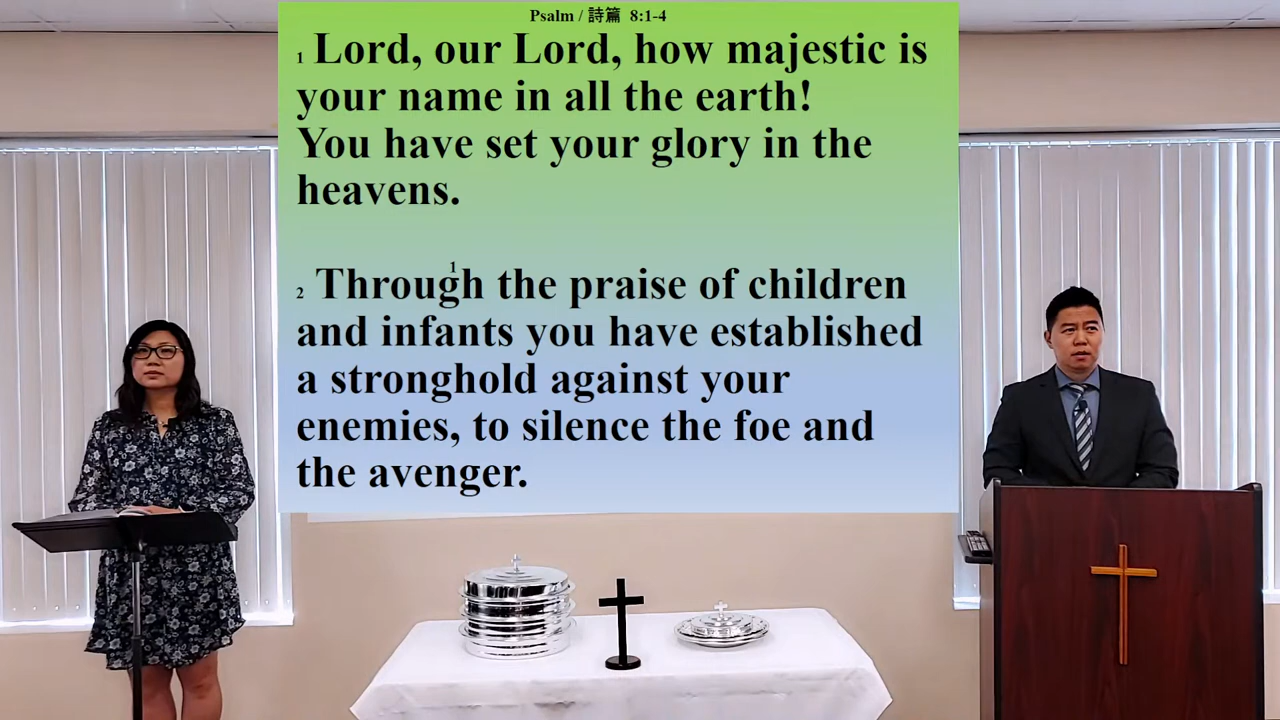 Psalm / 詩篇 8:1-4
1 Lord, our Lord, how majestic is
your name in all the earth!
You have set your glory in the
heavens.
1
2 Through the praise of children
and infants you have established
a stronghold against your
enemies, to silence the foe and
the avenger.